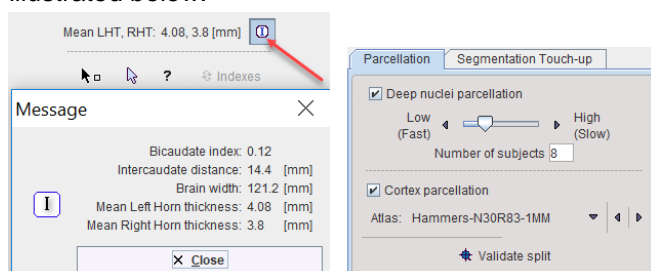 Mean LHT, RHT: 4.08, 3.8 [mm]
? Indexes
Message
Bicaudate index: 0.12
Intercaudate distance: 14.4 [mm]
Brain width: 121.2 [mm]
Mean Left Horn thickness: 4.08 [mm]
Mean Right Horn thickness: 3.8 [mm]
I
X Close
Parcellation Segmentation Touch-up
Deep nuclei parcellation
Low High
(Fast) (Slow)
Number of subjects 8
Cortex parcellation
Atlas: Hammers-N30R83-1MM
Validate split